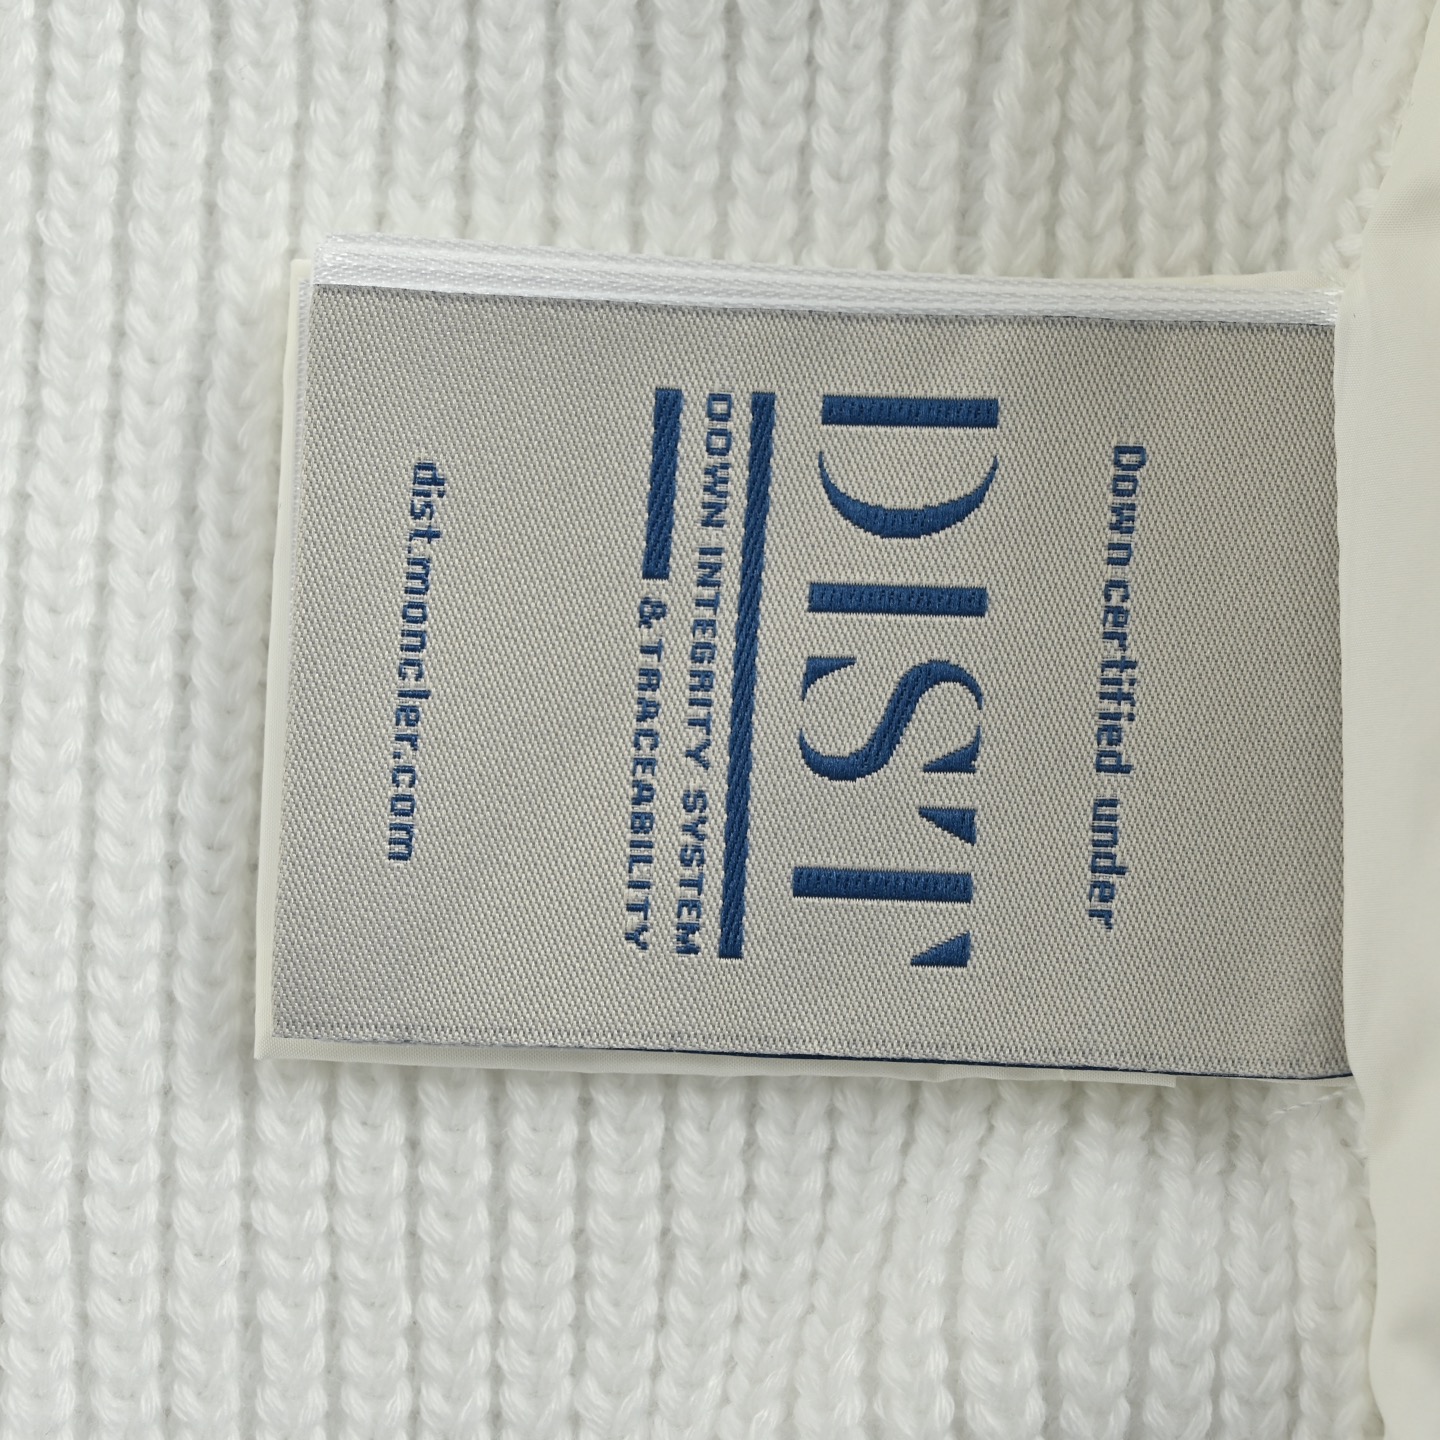 Down certified under
DIST
DOWN INTEGRITY SYSTEM
& TRACEABILITY
dist.moncler.com